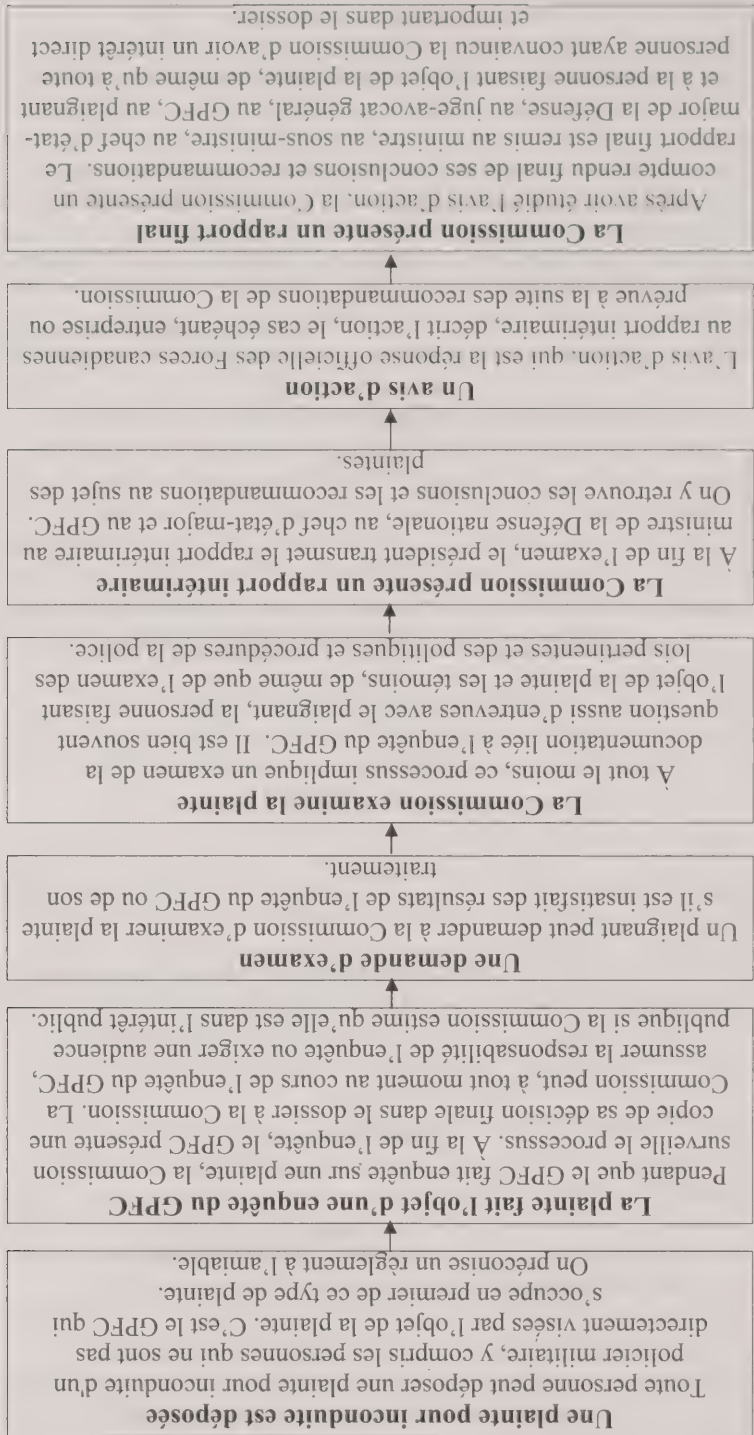 Une plainte pour inconduite est déposée
Toute personne peut déposer une plainte pour inconduite d'un
policier militaire, y compris les personnes qui ne sont pas
directement visées par l'objet de la plainte. C'est le GPFC qui
s'occupe en premier de ce type de plainte.
On préconise un règlement à l'amiable.
La plainte fait l'objet d'une enquête du GPFC
Pendant que le GPFC fait enquête sur une plainte, la Commission
surveille le processus. À la fin de l'enquête, le GPFC présente une
copie de sa décision finale dans le dossier à la Commission. La
Commission peut, à tout moment au cours de l'enquête du GPFC,
assumer la responsabilité de l'enquête ou exiger une audience
publique si la Commission estime qu'elle est dans l'intérêt public.
Une demande d'examen
Un plaignant peut demander à la Commission d'examiner la plainte
s'il est insatisfait des résultats de l'enquête du GPFC ou de son
traitement.
La Commission examine la plainte
À tout le moins, ce processus implique un examen de la
documentation liée à l'enquête du GPFC. Il est bien souvent
question aussi d'entrevues avec le plaignant, la personne faisant
l'objet de la plainte et les témoins, de même que de l'examen des
lois pertinentes et des politiques et procédures de la police.
La Commission présente un rapport intérimaire
À la fin de l'examen, le président transmet le rapport intérimaire au
ministre de la Défense nationale, au chef d'état-major et au GPFC.
On y retrouve les conclusions et les recommandations au sujet des
plaintes.
Un avis d'action
L'avis d'action, qui est la réponse officielle des Forces canadiennes
au rapport intérimaire, décrit l'action, le cas échéant, entreprise ou
prévue à la suite des recommandations de la Commission.
La Commission présente un rapport final
Après avoir étudié l'avis d'action, la Commission présente un
compte rendu final de ses conclusions et recommandations. Le
rapport final est remis au ministre, au sous-ministre, au chef d'état-
major de la Défense, au juge-avocat général, au GPFC, au plaignant
et à la personne faisant l'objet de la plainte, de même qu'à toute
personne ayant convaincu la Commission d'avoir un intérêt direct
et important dans le dossier.